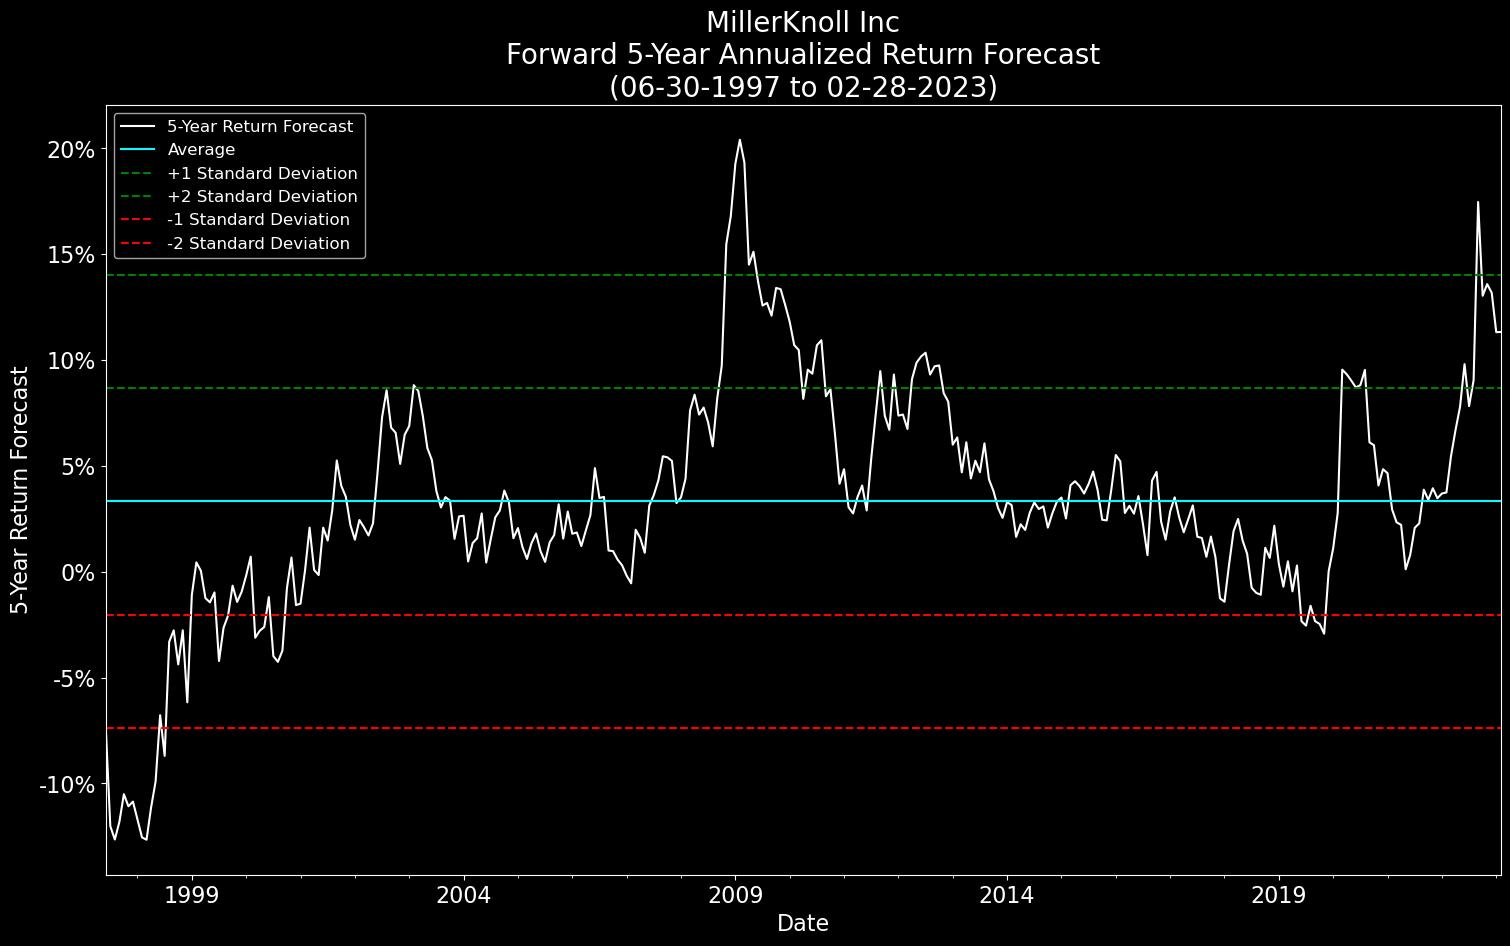 MillerKnoll Inc
Forward 5-Year Annualized Return Forecast
(06-30-1997 to 02-28-2023)
5-Year Return Forecast
Average
+1 Standard Deviation
+2 Standard Deviation
-1 Standard Deviation
-2 Standard Deviation
20%
15%
10%
5%
0%
-5%
-10%
5-Year Return Forecast
1999 2004 2009 2014 2019
Date